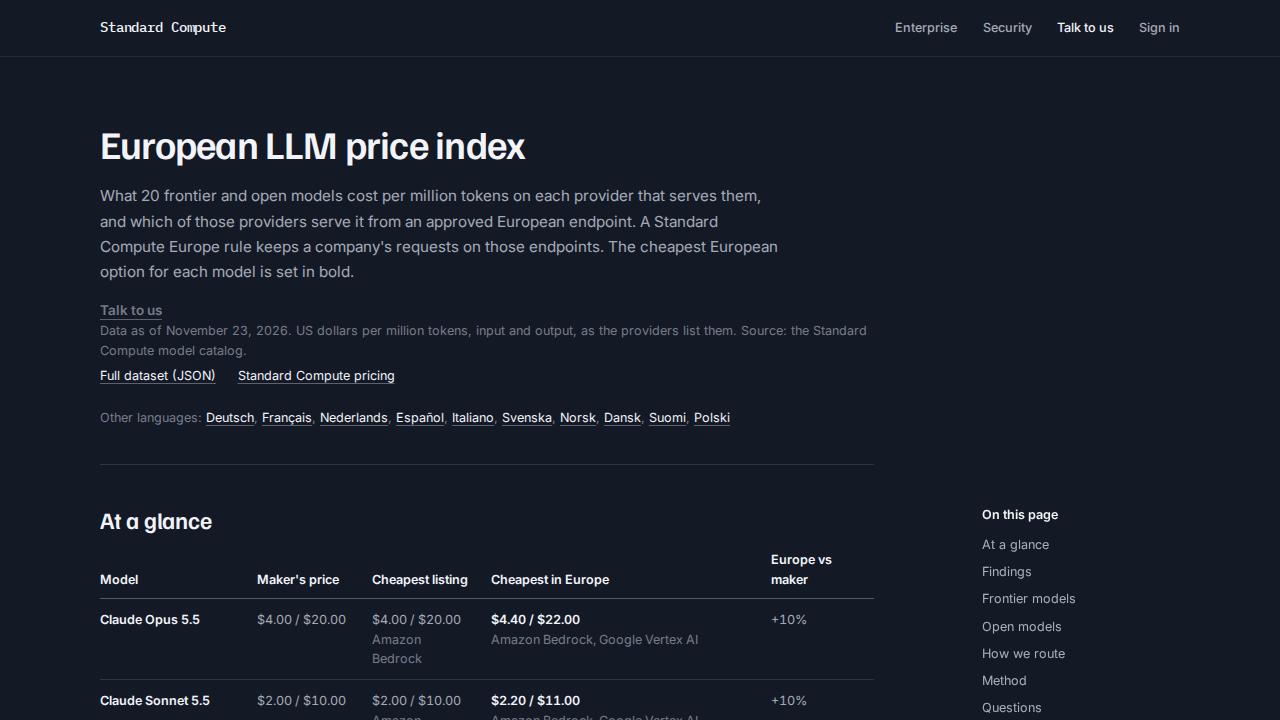 Standard Compute
Enterprise
Security
Talk to us
Sign in
European LLM price index
What 20 frontier and open models cost per million tokens on each provider that serves them,
and which of those providers serve it from an approved European endpoint. A Standard
Compute Europe rule keeps a company's requests on those endpoints. The cheapest European
option for each model is set in bold.
Talk to us
Data as of November 23, 2026. US dollars per million tokens, input and output, as the providers list them. Source: the Standard
Compute model catalog.
Full dataset (JSON) Standard Compute pricing
Other languages: Deutsch, Français, Nederlands, Español, Italiano, Svenska, Norsk, Dansk, Suomi, Polski
At a glance
Model Maker's price Cheapest listing Cheapest in Europe Europe vs
maker
Claude Opus 5.5 $4.00 / $20.00 $4.00 / $20.00 $4.40 / $22.00 +10%
Amazon Amazon Bedrock, Google Vertex AI
Bedrock
Claude Sonnet 5.5 $2.00 / $10.00 $2.00 / $10.00 $2.20 / $11.00 +10%
Amazon Amazon Bedrock, Google Vertex AI
On this page
At a glance
Findings
Frontier models
Open models
How we route
Method
Questions